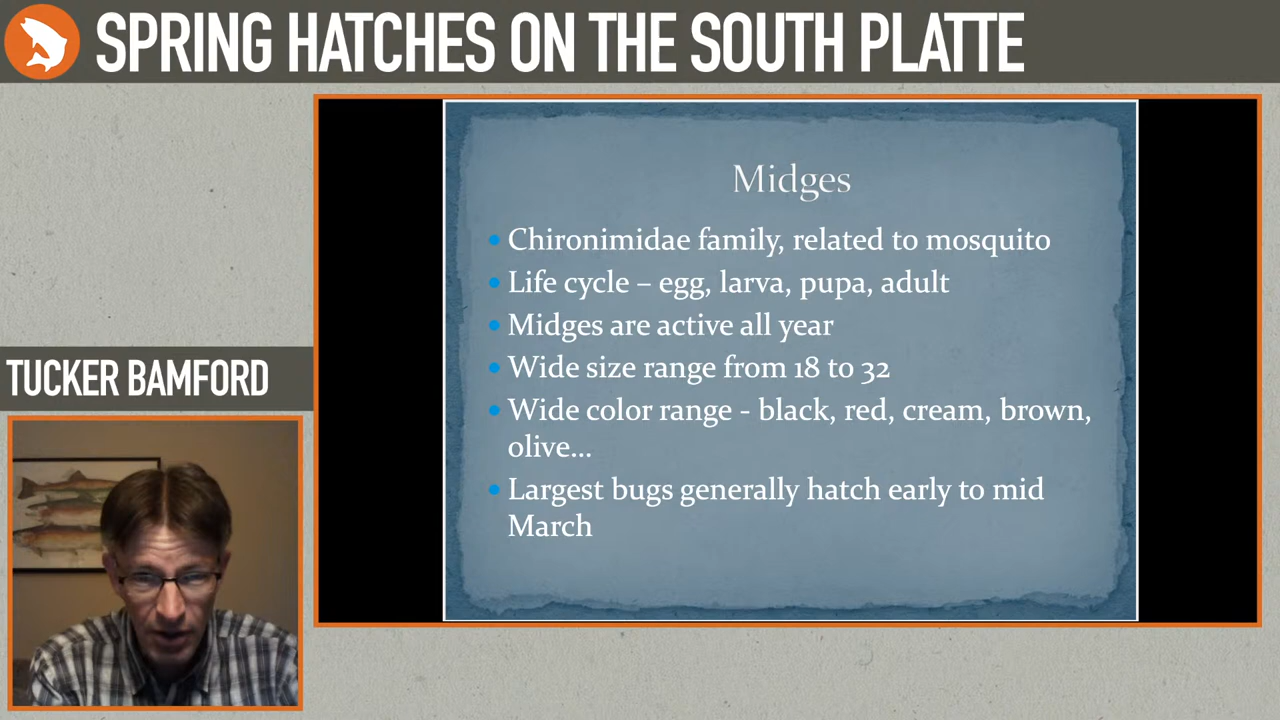 SPRING HATCHES ON THE SOUTH PLATTE
Midges
Chironimidae family, related to mosquito
Life cycle – egg, larva, pupa, adult
Midges are active all year
Wide size range from 18 to 32
Wide color range - black, red, cream, brown,
olive...
Largest bugs generally hatch early to mid
March
TUCKER BAMFORD